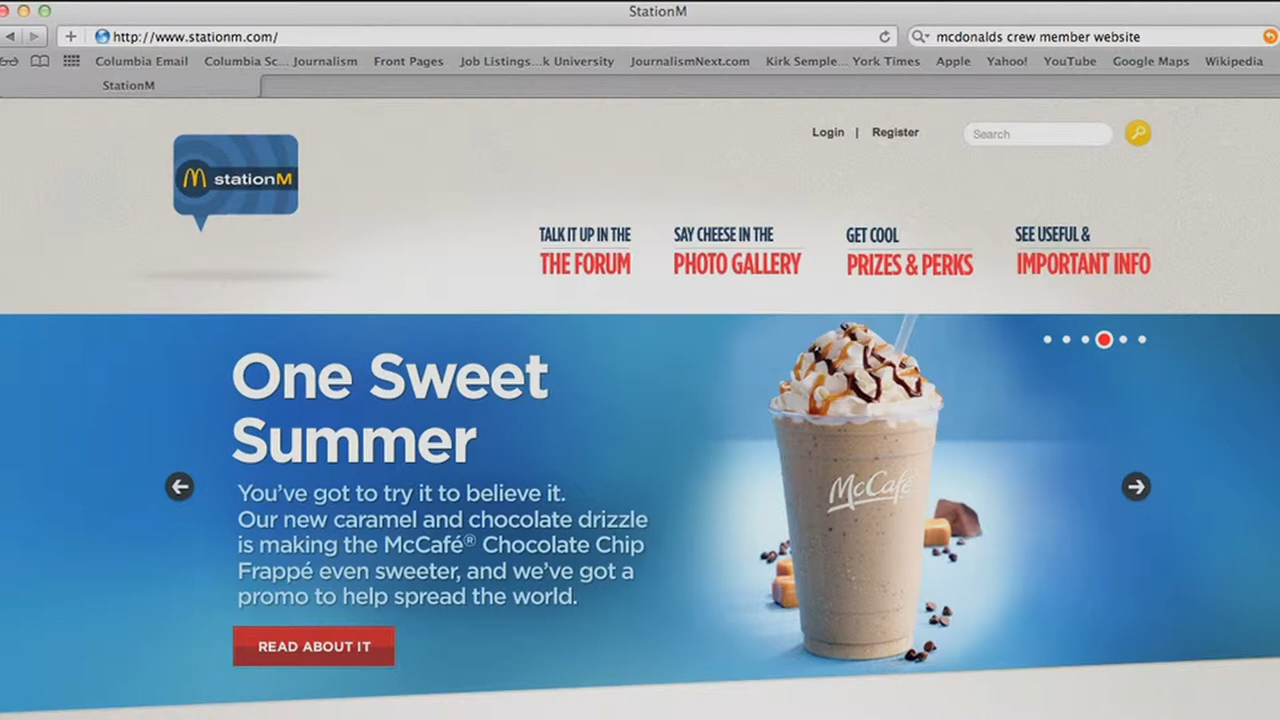 StationM
http://www.stationm.com/
mcdonalds crew member website
Columbia Email
Columbia Sc... Journalism
Front Pages
Job Listings...k University
JournalismNext.com
Kirk Semple... York Times
Apple
Yahoo!
YouTube
Google Maps
Wikipedia
StationM
Login | Register
Search
stationM
TALK IT UP IN THE
THE FORUM
SAY CHEESE IN THE
PHOTO GALLERY
GET COOL
PRIZES & PERKS
SEE USEFUL &
IMPORTANT INFO
One Sweet
Summer
You've got to try it to believe it.
Our new caramel and chocolate drizzle
is making the McCafé® Chocolate Chip
Frappé even sweeter, and we've got a
promo to help spread the world.
READ ABOUT IT
McCafé